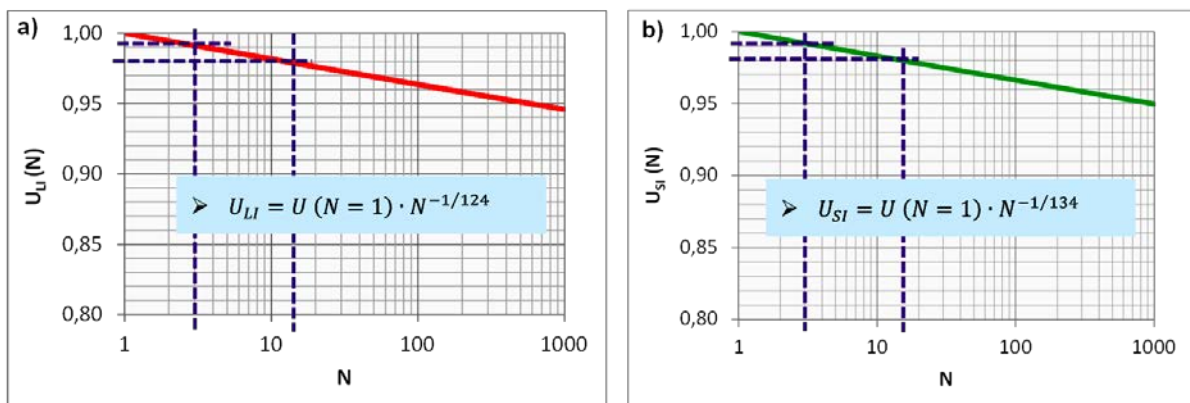 a)
1,00
0,95
0,90
0,85
0,80
U_LI (N)
➢ U_LI = U (N = 1) · N^{-1/124}
1
10
100
1000
N
b)
1,00
0,95
0,90
0,85
0,80
U_SI (N)
➢ U_SI = U (N = 1) · N^{-1/134}
1
10
100
1000
N